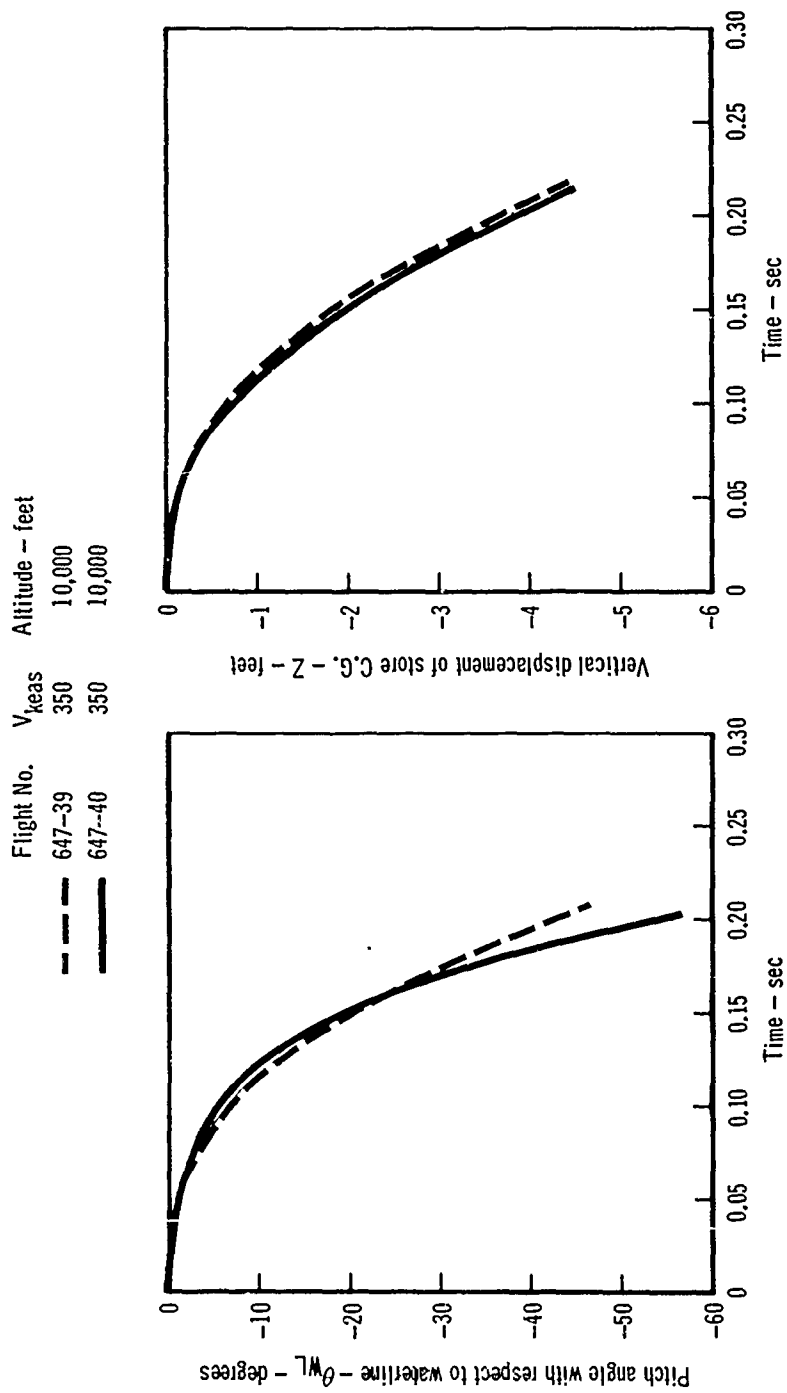 Flight No. V_keas Altitude – feet
647–39 350 10,000
647--40 350 10,000
Pitch angle with respect to waterline – θ_WL – degrees
0
–10
–20
–30
–40
–50
–60
0 0.05 0.10 0.15 0.20 0.25 0.30
Time – sec
Vertical displacement of store C.G. – Z – feet
0
–1
–2
–3
–4
–5
–6
0 0.05 0.10 0.15 0.20 0.25 0.30
Time – sec